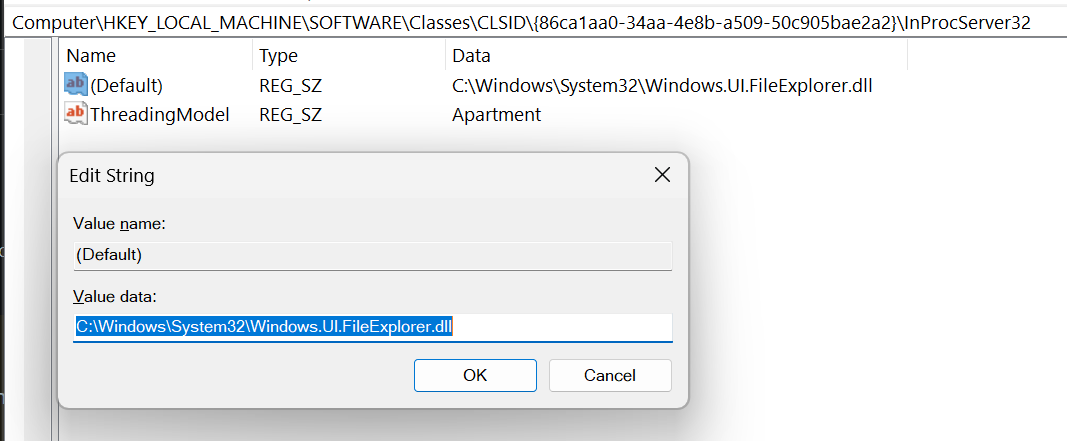 Computer\HKEY_LOCAL_MACHINE\SOFTWARE\Classes\CLSID\{86ca1aa0-34aa-4e8b-a509-50c905bae2a2}\InProcServer32
Name Type Data
(Default) REG_SZ C:\Windows\System32\Windows.UI.FileExplorer.dll
ThreadingModel REG_SZ Apartment
Edit String
Value name:
(Default)
Value data:
C:\Windows\System32\Windows.UI.FileExplorer.dll
OK Cancel